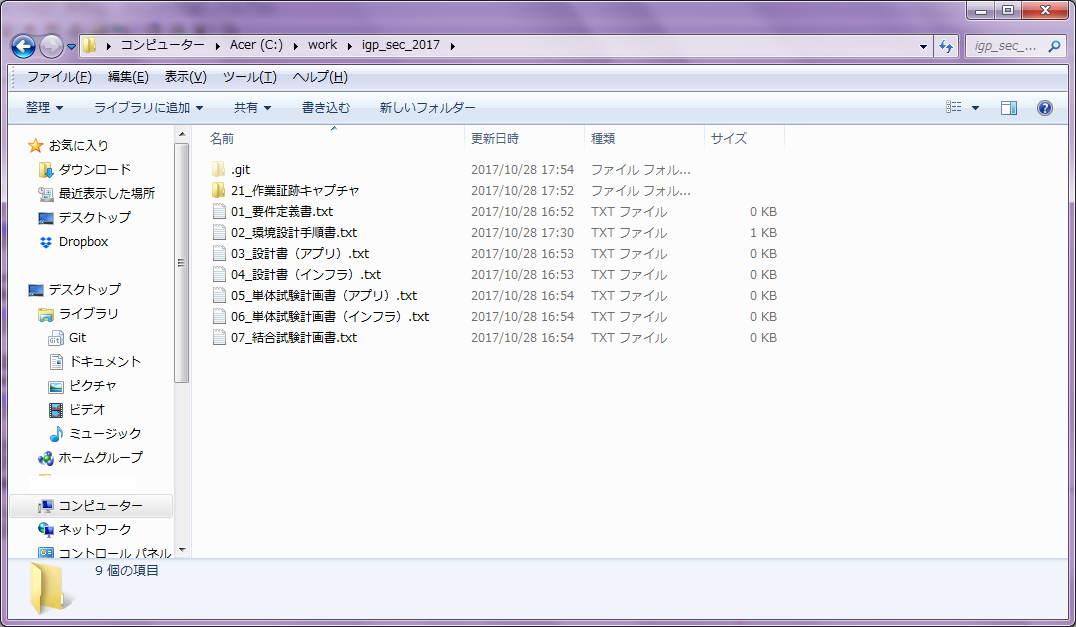 コンピューター ▸ Acer (C:) ▸ work ▸ igp_sec_2017 ▸
igp_sec_...
ファイル(F) 編集(E) 表示(V) ツール(T) ヘルプ(H)
整理 ライブラリに追加 共有 書き込む 新しいフォルダー
お気に入り
ダウンロード
最近表示した場所
デスクトップ
Dropbox
デスクトップ
ライブラリ
Git
ドキュメント
ピクチャ
ビデオ
ミュージック
ホームグループ
コンピューター
ネットワーク
コントロール パネル
名前 更新日時 種類 サイズ
.git 2017/10/28 17:54 ファイル フォル...
21_作業証跡キャプチャ 2017/10/28 17:52 ファイル フォル...
01_要件定義書.txt 2017/10/28 16:52 TXT ファイル 0 KB
02_環境設計手順書.txt 2017/10/28 17:30 TXT ファイル 1 KB
03_設計書（アプリ）.txt 2017/10/28 16:53 TXT ファイル 0 KB
04_設計書（インフラ）.txt 2017/10/28 16:53 TXT ファイル 0 KB
05_単体試験計画書（アプリ）.txt 2017/10/28 16:54 TXT ファイル 0 KB
06_単体試験計画書（インフラ）.txt 2017/10/28 16:54 TXT ファイル 0 KB
07_結合試験計画書.txt 2017/10/28 16:54 TXT ファイル 0 KB
9 個の項目